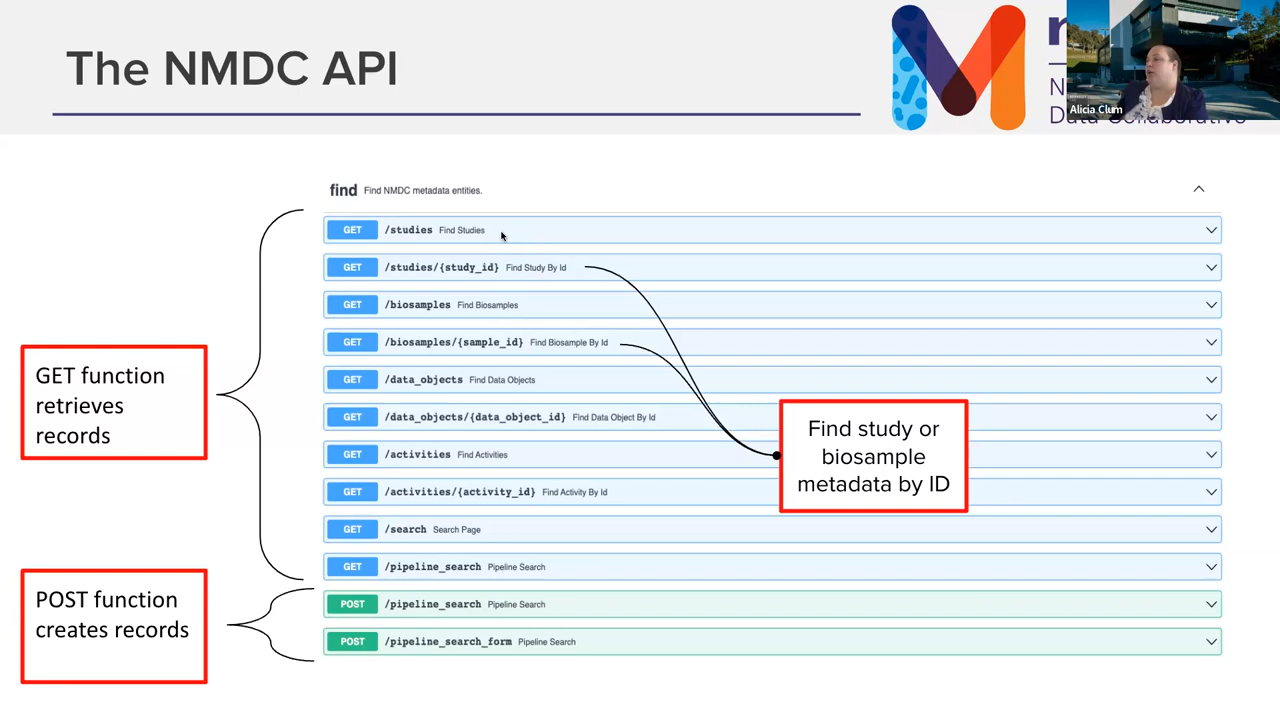 The NMDC API
Alicia Clum
find Find NMDC metadata entities.
GET /studies Find Studies
GET /studies/{study_id} Find Study By Id
GET /biosamples Find Biosamples
GET /biosamples/{sample_id} Find Biosample By Id
GET /data_objects Find Data Objects
GET /data_objects/{data_object_id} Find Data Object By Id
GET /activities Find Activities
GET /activities/{activity_id} Find Activity By Id
GET /search Search Page
GET /pipeline_search Pipeline Search
POST /pipeline_search Pipeline Search
POST /pipeline_search_form Pipeline Search
GET function
retrieves
records
POST function
creates records
Find study or
biosample
metadata by ID